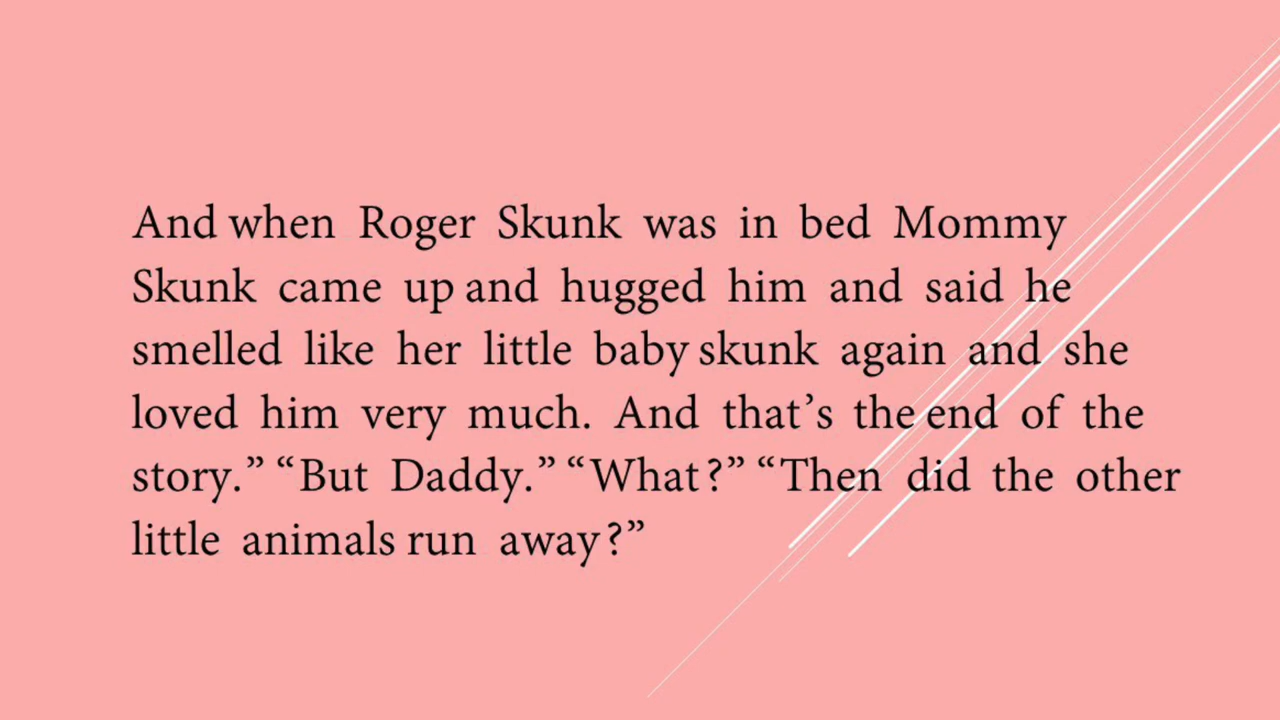 And when Roger Skunk was in bed Mommy
Skunk came up and hugged him and said he
smelled like her little baby skunk again and she
loved him very much. And that’s the end of the
story.” “But Daddy.” “What?” “Then did the other
little animals run away?”